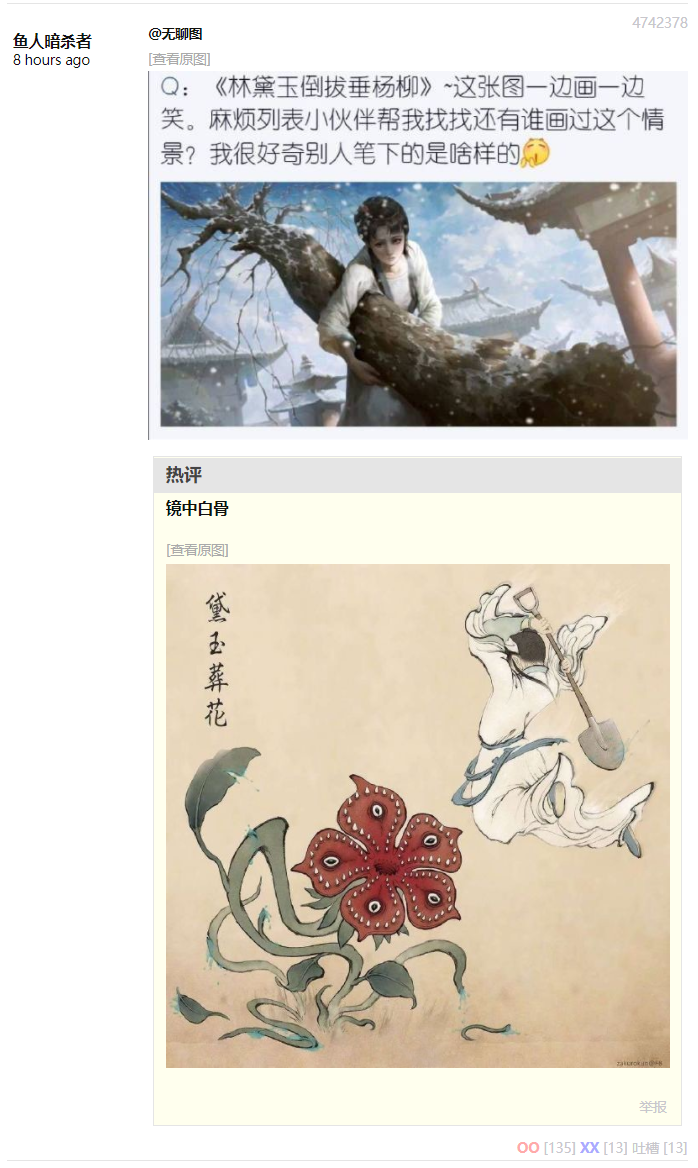 4742378
鱼人暗杀者
8 hours ago
@无聊图
[查看原图]
Q：《林黛玉倒拔垂杨柳》~这张图一边画一边
笑。麻烦列表小伙伴帮我找找还有谁画过这个情
景？我很好奇别人笔下的是啥样的
热评
镜中白骨
[查看原图]
黛玉葬花
举报
OO [135] XX [13] 吐槽 [13]